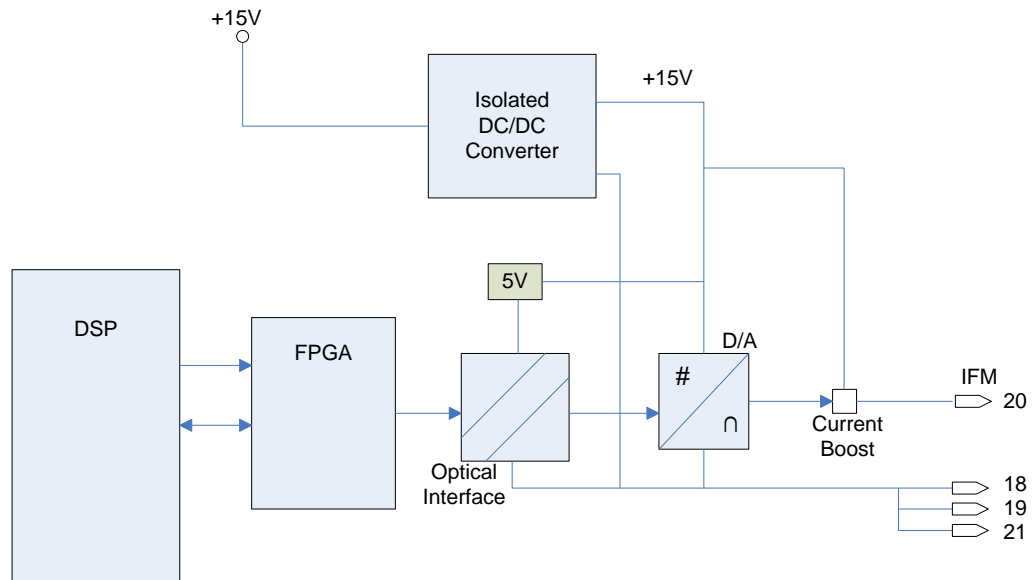 +15V
Isolated
DC/DC
Converter
+15V
5V
DSP
FPGA
D/A
#
∩
IFM
20
Current
Boost
Optical
Interface
18
19
21